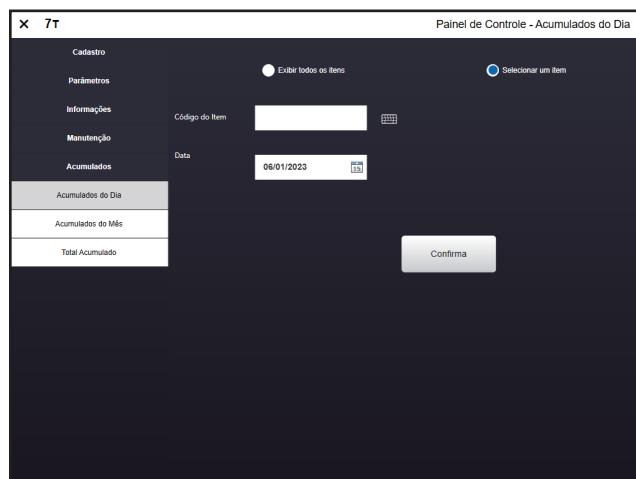 ✕ 7T Painel de Controle - Acumulados do Dia
Cadastro
Parâmetros
Informações
Manutenção
Acumulados
Acumulados do Dia
Acumulados do Mês
Total Acumulado
Exibir todos os itens
Selecionar um item
Código do Item
Data
06/01/2023
15
Confirma